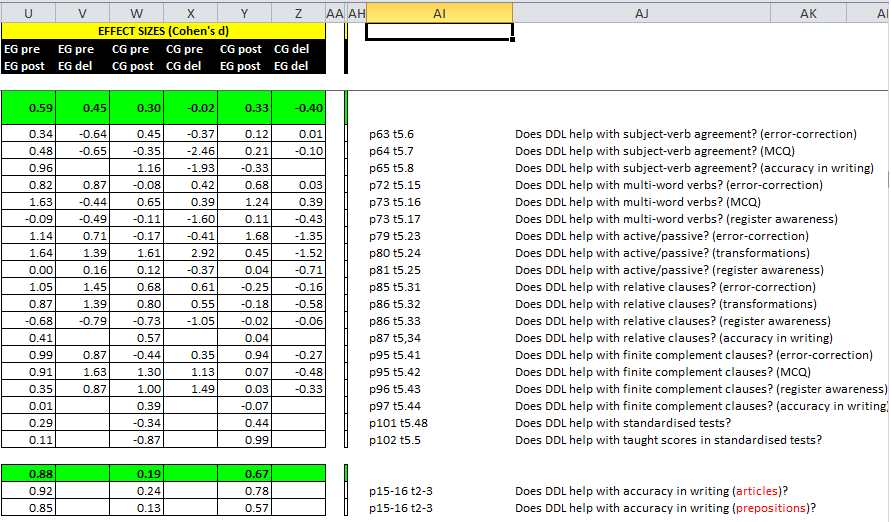 U V W X Y Z AA AH AI AJ AK
EFFECT SIZES (Cohen's d)
EG pre EG pre CG pre CG pre CG post CG del
EG post EG del CG post CG del EG post EG del
0.59 0.45 0.30 -0.02 0.33 -0.40
0.34 -0.64 0.45 -0.37 0.12 0.01 p63 t5.6 Does DDL help with subject-verb agreement? (error-correction)
0.48 -0.65 -0.35 -2.46 0.21 -0.10 p64 t5.7 Does DDL help with subject-verb agreement? (MCQ)
0.96 1.16 -1.93 -0.33 p65 t5.8 Does DDL help with subject-verb agreement? (accuracy in writing)
0.82 0.87 -0.08 0.42 0.68 0.03 p72 t5.15 Does DDL help with multi-word verbs? (error-correction)
1.63 -0.44 0.65 0.39 1.24 0.39 p73 t5.16 Does DDL help with multi-word verbs? (MCQ)
-0.09 -0.49 -0.11 -1.60 0.11 -0.43 p73 t5.17 Does DDL help with multi-word verbs? (register awareness)
1.14 0.71 -0.17 -0.41 1.68 -1.35 p79 t5.23 Does DDL help with active/passive? (error-correction)
1.64 1.39 1.61 2.92 0.45 -1.52 p80 t5.24 Does DDL help with active/passive? (transformations)
0.00 0.16 0.12 -0.37 0.04 -0.71 p81 t5.25 Does DDL help with active/passive? (register awareness)
1.05 1.45 0.68 0.61 -0.25 -0.16 p85 t5.31 Does DDL help with relative clauses? (error-correction)
0.87 1.39 0.80 0.55 -0.18 -0.58 p86 t5.32 Does DDL help with relative clauses? (transformations)
-0.68 -0.79 -0.73 -1.05 -0.02 -0.06 p86 t5.33 Does DDL help with relative clauses? (register awareness)
0.41 0.57 0.04 p87 t5,34 Does DDL help with relative clauses? (accuracy in writing)
0.99 0.87 -0.44 0.35 0.94 -0.27 p95 t5.41 Does DDL help with finite complement clauses? (error-correction)
0.91 1.63 1.30 1.13 0.07 -0.48 p95 t5.42 Does DDL help with finite complement clauses? (MCQ)
0.35 0.87 1.00 1.49 0.03 -0.33 p96 t5.43 Does DDL help with finite complement clauses? (register awareness)
0.01 0.39 -0.07 p97 t5.44 Does DDL help with finite complement clauses? (accuracy in writing
0.29 -0.34 0.44 p101 t5.48 Does DDL help with standardised tests?
0.11 -0.87 0.99 p102 t5.5 Does DDL help with taught scores in standardised tests?
0.88 0.19 0.67
0.92 0.24 0.78 p15-16 t2-3 Does DDL help with accuracy in writing (articles)?
0.85 0.13 0.57 p15-16 t2-3 Does DDL help with accuracy in writing (prepositions)?